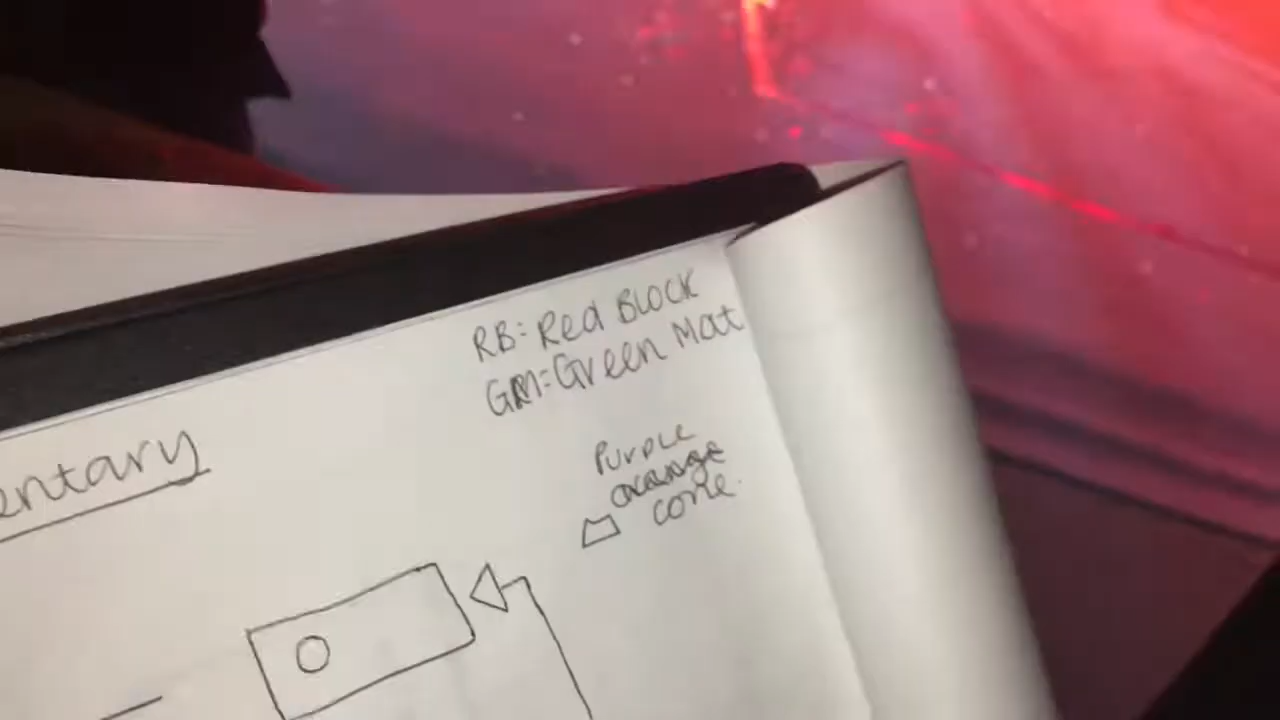 RB=Red Block
GM=Green Mat
entary
Purple
orange
cone.